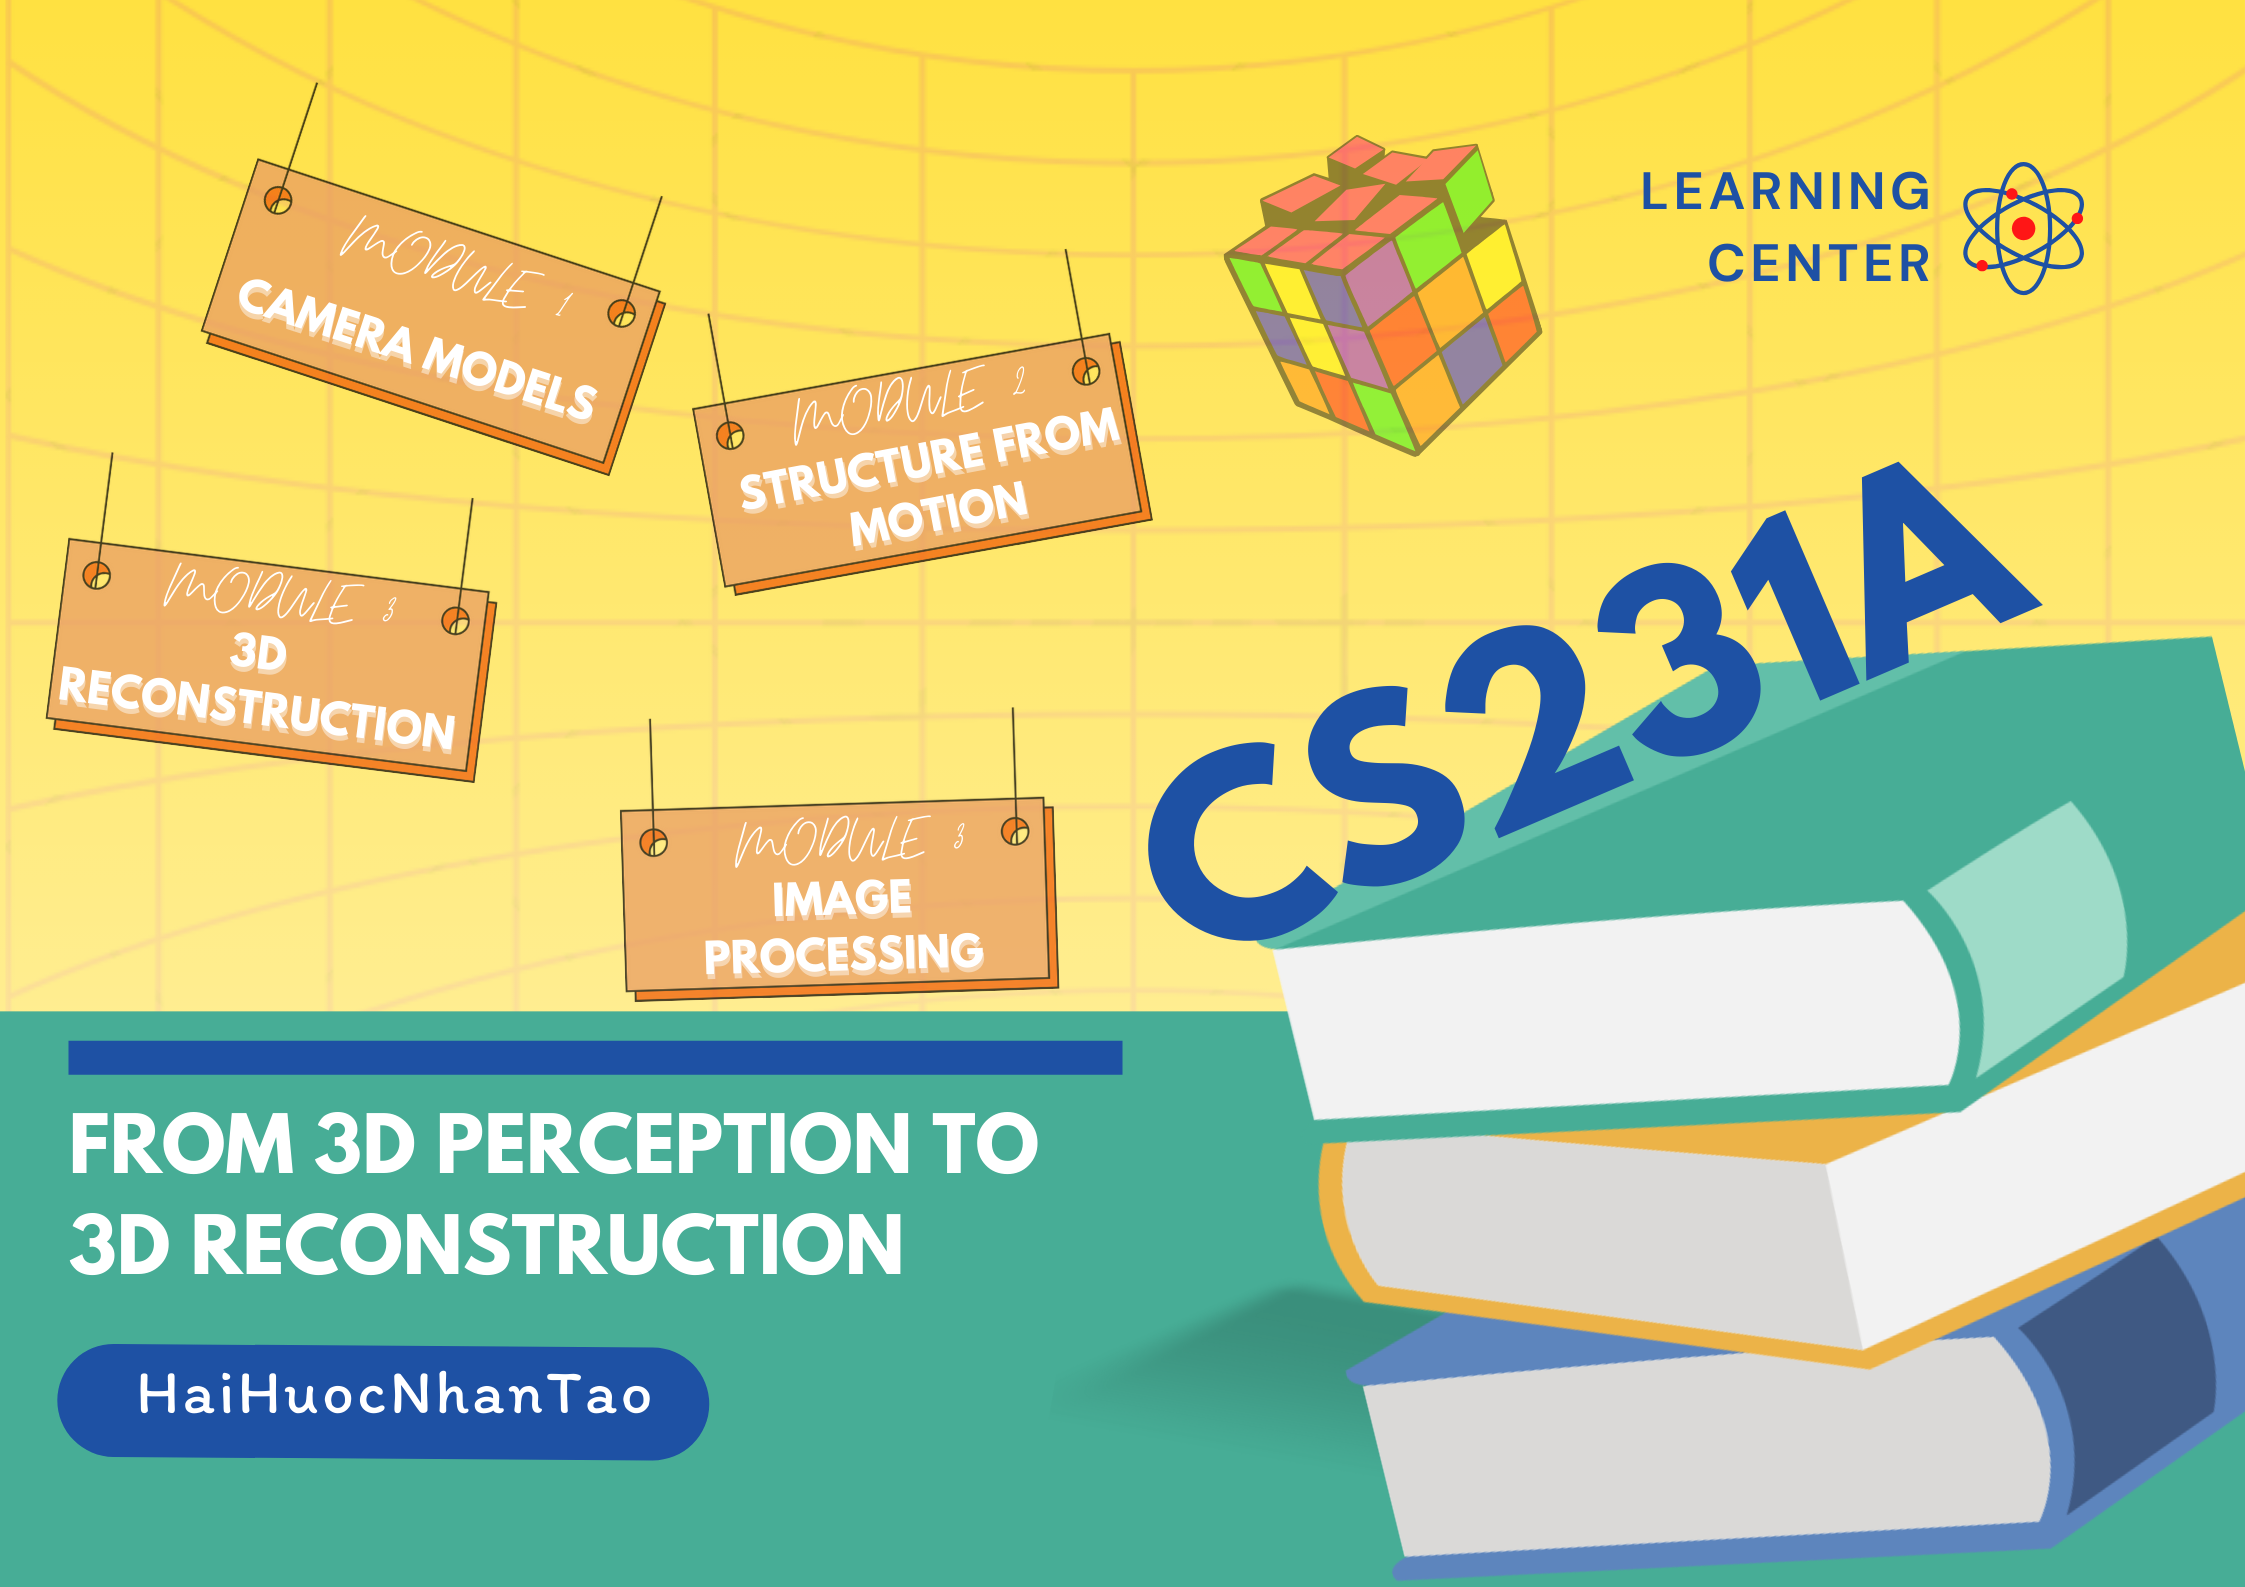 MODULE 1
CAMERA MODELS
MODULE 2
STRUCTURE FROM
MOTION
MODULE 3
3D
RECONSTRUCTION
MODULE 3
IMAGE
PROCESSING
LEARNING
CENTER
CS231A
FROM 3D PERCEPTION TO
3D RECONSTRUCTION
HaiHuocNhanTao